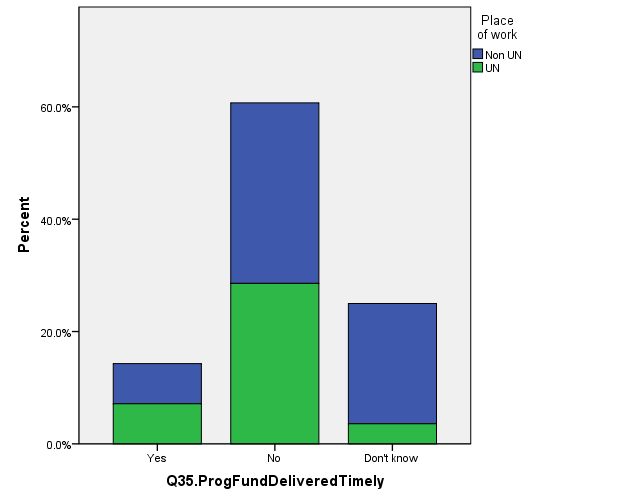 Place
of work
Non UN
UN
60.0%
40.0%
20.0%
0.0%
Percent
Yes
No
Don't know
Q35.ProgFundDeliveredTimely